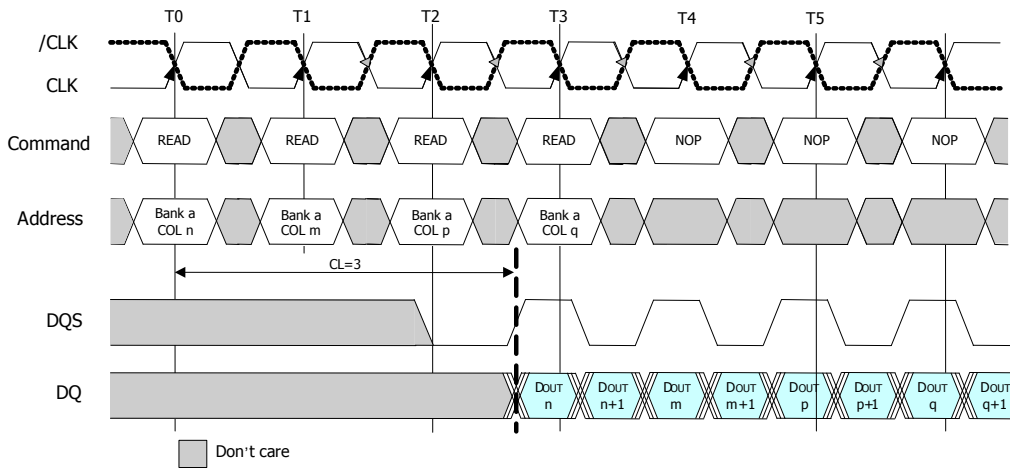 T0 T1 T2 T3 T4 T5
/CLK
CLK
Command READ READ READ READ NOP NOP NOP
Address Bank a COL n Bank a COL m Bank a COL p Bank a COL q
CL=3
DQS
DQ DOUT n DOUT n+1 DOUT m DOUT m+1 DOUT p DOUT p+1 DOUT q DOUT q+1
Don't care